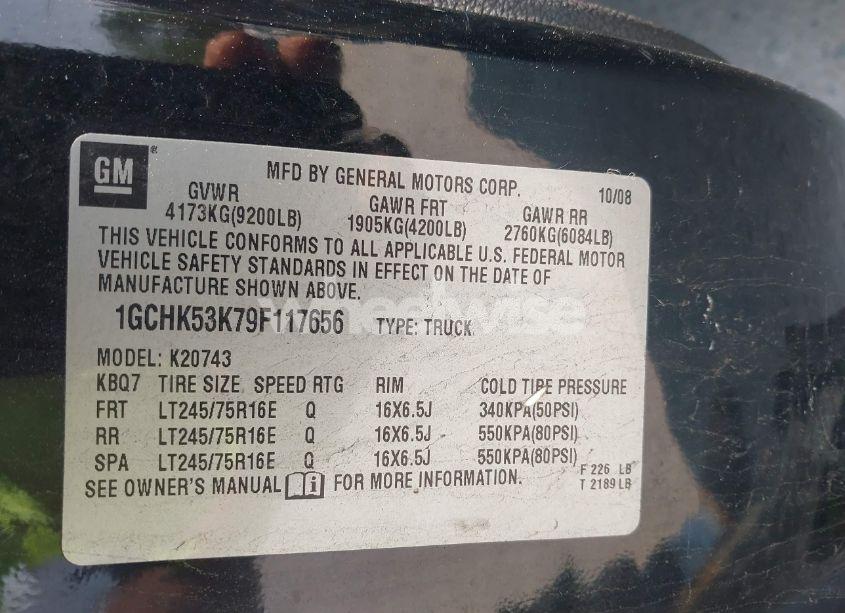 GM ®
MFD BY GENERAL MOTORS CORP. 10/08
GVWR GAWR FRT GAWR RR
4173KG(9200LB) 1905KG(4200LB) 2760KG(6084LB)
THIS VEHICLE CONFORMS TO ALL APPLICABLE U.S. FEDERAL MOTOR
VEHICLE SAFETY STANDARDS IN EFFECT ON THE DATE OF
MANUFACTURE SHOWN ABOVE.
1GCHK53K79F117656 TYPE: TRUCK
MODEL: K20743
KBQ7 TIRE SIZE SPEED RTG RIM COLD TIRE PRESSURE
FRT LT245/75R16E Q 16X6.5J 340KPA(50PSI)
RR LT245/75R16E Q 16X6.5J 550KPA(80PSI)
SPA LT245/75R16E Q 16X6.5J 550KPA(80PSI)
SEE OWNER'S MANUAL i FOR MORE INFORMATION.
F 226 LB
T 2189 LB